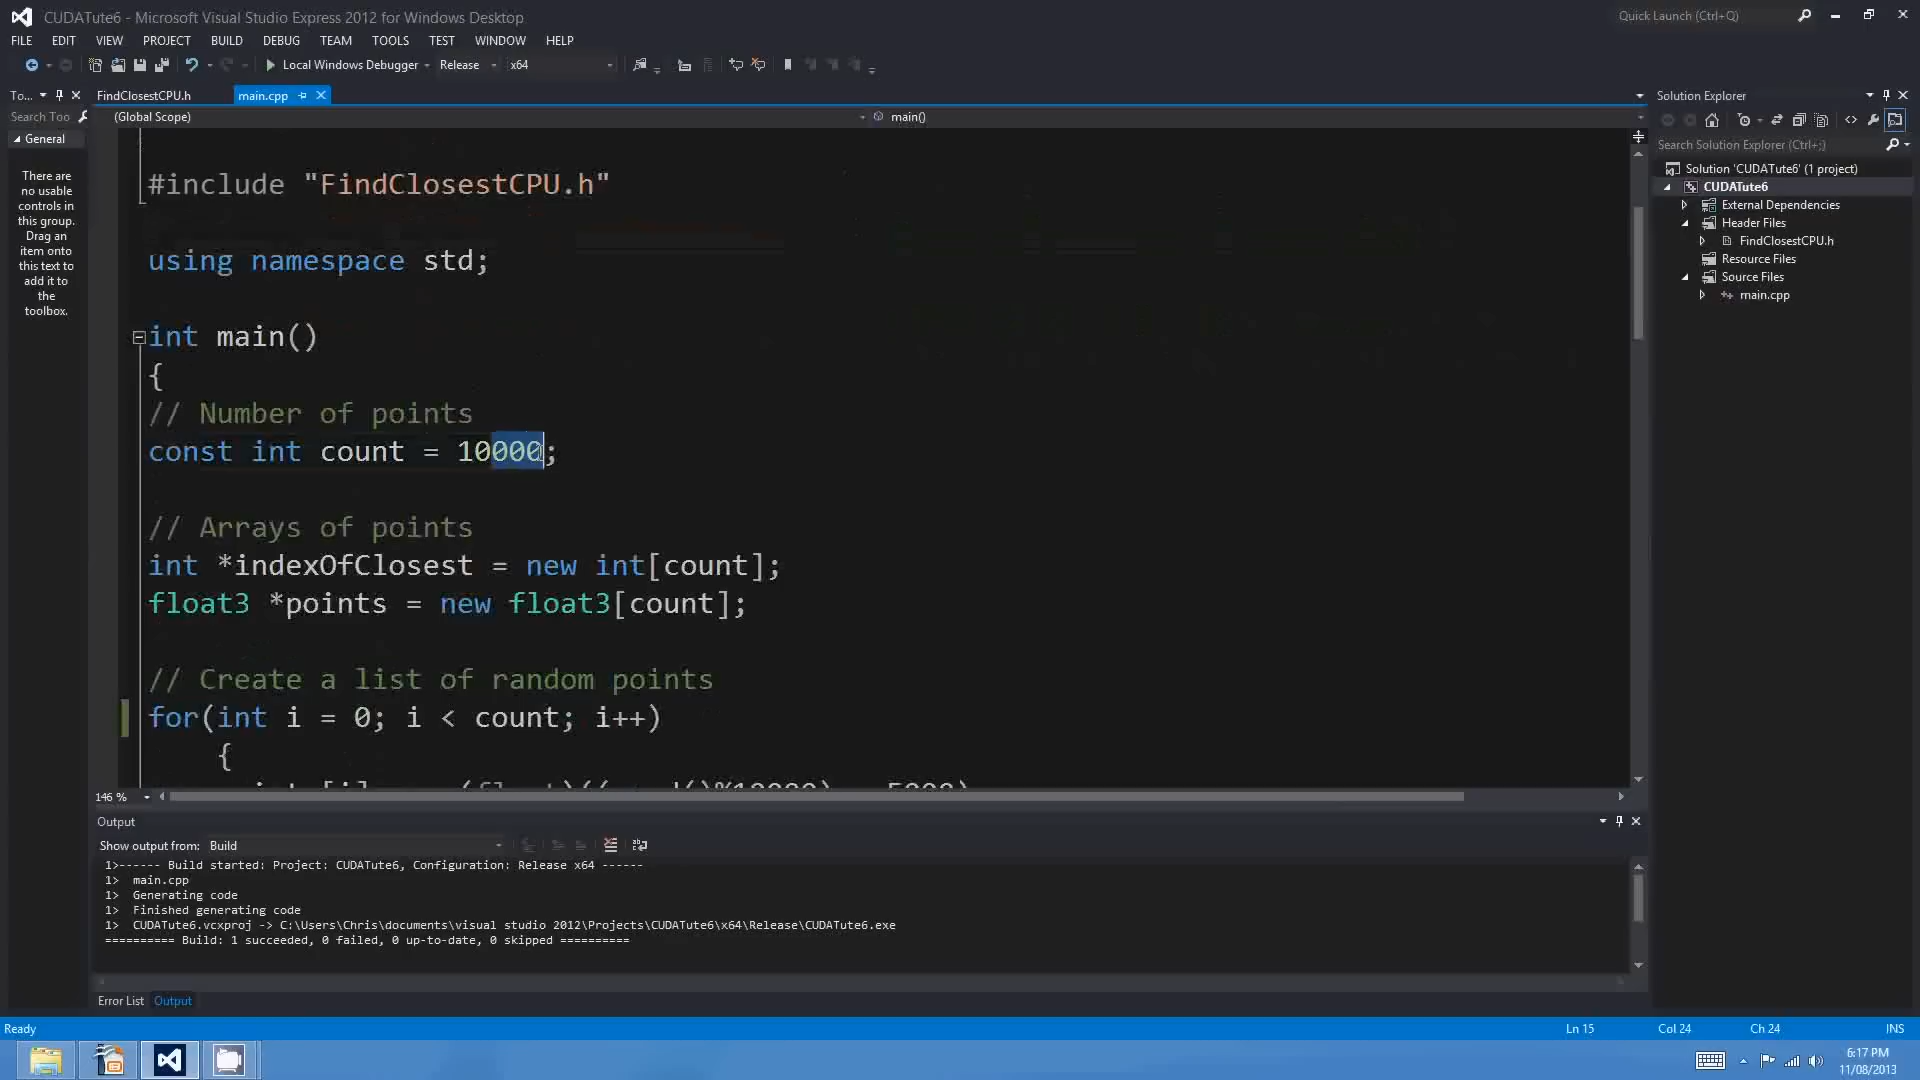 CUDATute6 - Microsoft Visual Studio Express 2012 for Windows Desktop
Quick Launch (Ctrl+Q)
FILE EDIT VIEW PROJECT BUILD DEBUG TEAM TOOLS TEST WINDOW HELP
Local Windows Debugger Release x64
To...
FindClosestCPU.h
main.cpp
Solution Explorer
Search Too
(Global Scope)
main()
General
Search Solution Explorer (Ctrl+;)
There are
no usable
controls in
this group.
Drag an
item onto
this text to
add it to
the
toolbox.
Solution 'CUDATute6' (1 project)
CUDATute6
External Dependencies
Header Files
FindClosestCPU.h
Resource Files
Source Files
main.cpp
#include "FindClosestCPU.h"
using namespace std;
int main()
{
// Number of points
const int count = 10000;
// Arrays of points
int *indexOfClosest = new int[count];
float3 *points = new float3[count];
// Create a list of random points
for(int i = 0; i < count; i++)
{
146 %
Output
Show output from: Build
1>------ Build started: Project: CUDATute6, Configuration: Release x64 ------
1> main.cpp
1> Generating code
1> Finished generating code
1> CUDATute6.vcxproj -> C:\Users\Chris\documents\visual studio 2012\Projects\CUDATute6\x64\Release\CUDATute6.exe
========== Build: 1 succeeded, 0 failed, 0 up-to-date, 0 skipped ==========
Error List Output
Ready
Ln 15 Col 24 Ch 24 INS
6:17 PM
11/08/2013